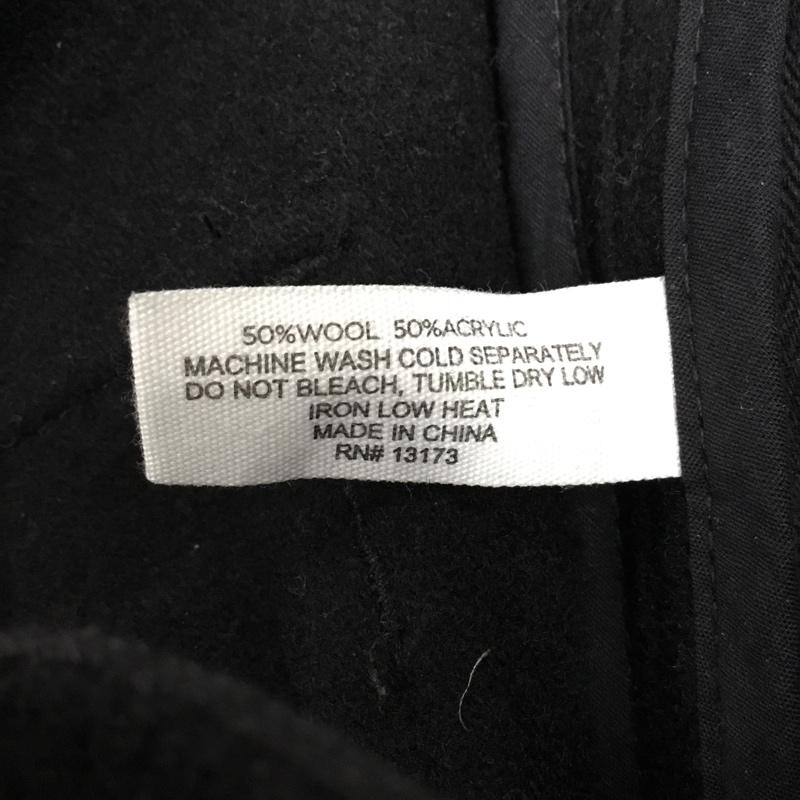 50%WOOL 50%ACRYLIC
MACHINE WASH COLD SEPARATELY
DO NOT BLEACH, TUMBLE DRY LOW
IRON LOW HEAT
MADE IN CHINA
RN# 13173